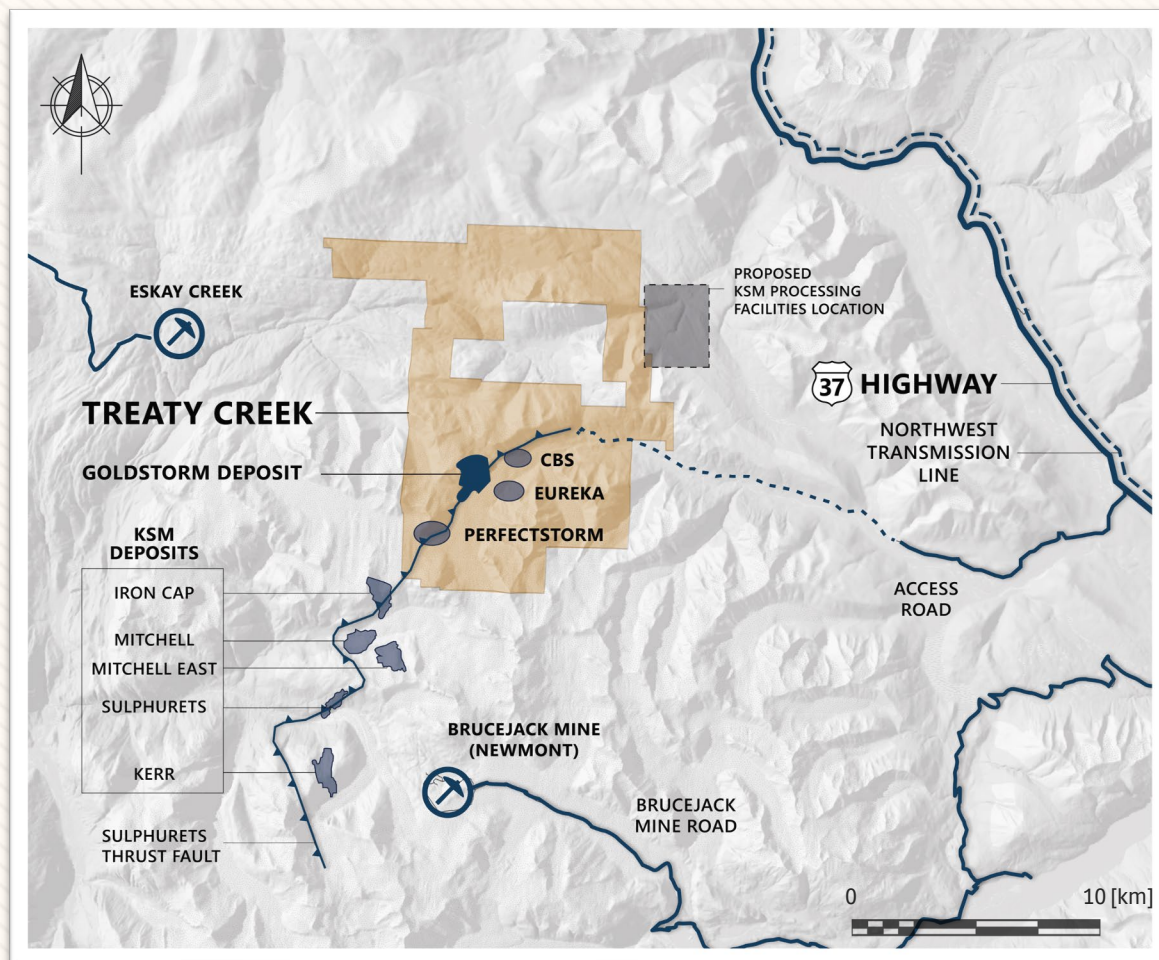 PROPOSED
KSM PROCESSING
FACILITIES LOCATION
ESKAY CREEK
37 HIGHWAY
TREATY CREEK
NORTHWEST
TRANSMISSION
LINE
GOLDSTORM DEPOSIT
CBS
EUREKA
PERFECTSTORM
KSM
DEPOSITS
IRON CAP
MITCHELL
MITCHELL EAST
SULPHURETS
KERR
SULPHURETS
THRUST FAULT
ACCESS
ROAD
BRUCEJACK MINE
(NEWMONT)
BRUCEJACK
MINE ROAD
0 10 [km]